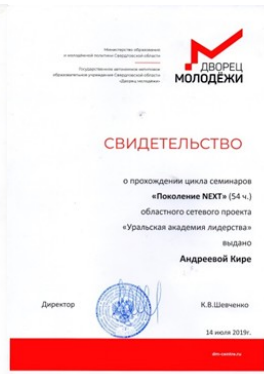 Министерство образования
и молодёжной политики Свердловской области
Государственное автономное нетиповое
образовательное учреждение Свердловской области
«Дворец молодёжи»
ДВОРЕЦ
МОЛОДЁЖИ
СВИДЕТЕЛЬСТВО
о прохождении цикла семинаров
«Поколение NEXT» (54 ч.)
областного сетевого проекта
«Уральская академия лидерства»
выдано
Андреевой Кире
Директор К.В.Шевченко
14 июля 2019г.
dm-centre.ru